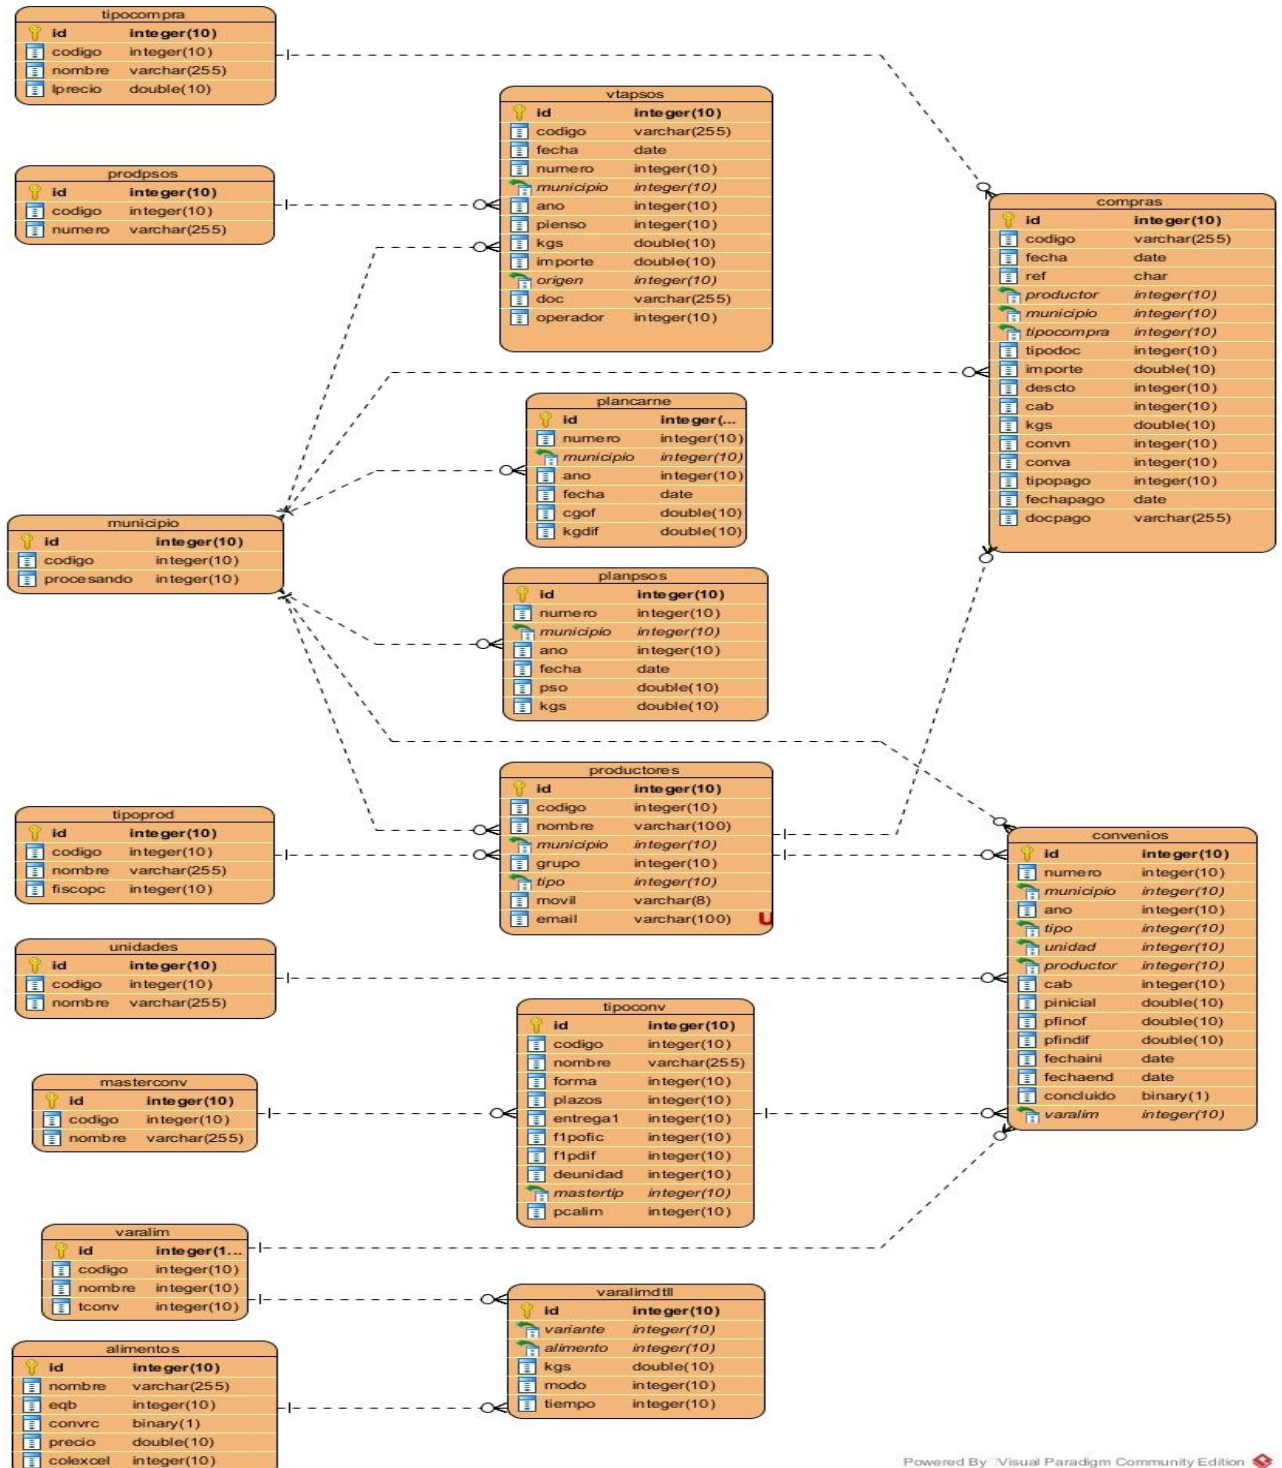 tipocompra
id integer(10)
codigo integer(10)
nombre varchar(255)
lprecio double(10)
vtapsos
id integer(10)
codigo varchar(255)
fecha date
numero integer(10)
municipio integer(10)
ano integer(10)
pienso integer(10)
kgs double(10)
importe double(10)
origen integer(10)
doc varchar(255)
operador integer(10)
prodpsos
id integer(10)
codigo integer(10)
numero varchar(255)
compras
id integer(10)
codigo varchar(255)
fecha date
ref char
productor integer(10)
municipio integer(10)
tipocompra integer(10)
tipodoc integer(10)
importe double(10)
descto integer(10)
cab integer(10)
kgs double(10)
convn integer(10)
conva integer(10)
tipopago integer(10)
fechapago date
docpago varchar(255)
plancarne
id integer(...
numero integer(10)
municipio integer(10)
ano integer(10)
fecha date
cgof double(10)
kgdif double(10)
municipio
id integer(10)
codigo integer(10)
procesando integer(10)
planpsos
id integer(10)
numero integer(10)
municipio integer(10)
ano integer(10)
fecha date
pso double(10)
kgs double(10)
productores
id integer(10)
codigo integer(10)
nombre varchar(100)
municipio integer(10)
grupo integer(10)
tipo integer(10)
movil varchar(8)
email varchar(100) U
tipoprod
id integer(10)
codigo integer(10)
nombre varchar(255)
fiscopc integer(10)
convenios
id integer(10)
numero integer(10)
municipio integer(10)
ano integer(10)
tipo integer(10)
unidad integer(10)
productor integer(10)
cab integer(10)
pinicial double(10)
pfinof double(10)
pfindif double(10)
fechaini date
fechaend date
concluido binary(1)
varalim integer(10)
unidades
id integer(10)
codigo integer(10)
nombre varchar(255)
tipoconv
id integer(10)
codigo integer(10)
nombre varchar(255)
forma integer(10)
plazos integer(10)
entrega1 integer(10)
f1pofic integer(10)
f1pdif integer(10)
deunidad integer(10)
mastertip integer(10)
pcalim integer(10)
masterconv
id integer(10)
codigo integer(10)
nombre varchar(255)
varalim
id integer(1...
codigo integer(10)
nombre integer(10)
tconv integer(10)
varalimdtll
id integer(10)
variante integer(10)
alimento integer(10)
kgs double(10)
modo integer(10)
tiempo integer(10)
alimentos
id integer(10)
nombre varchar(255)
eqb integer(10)
convrc binary(1)
precio double(10)
colexcel integer(10)
Powered By Visual Paradigm Community Edition